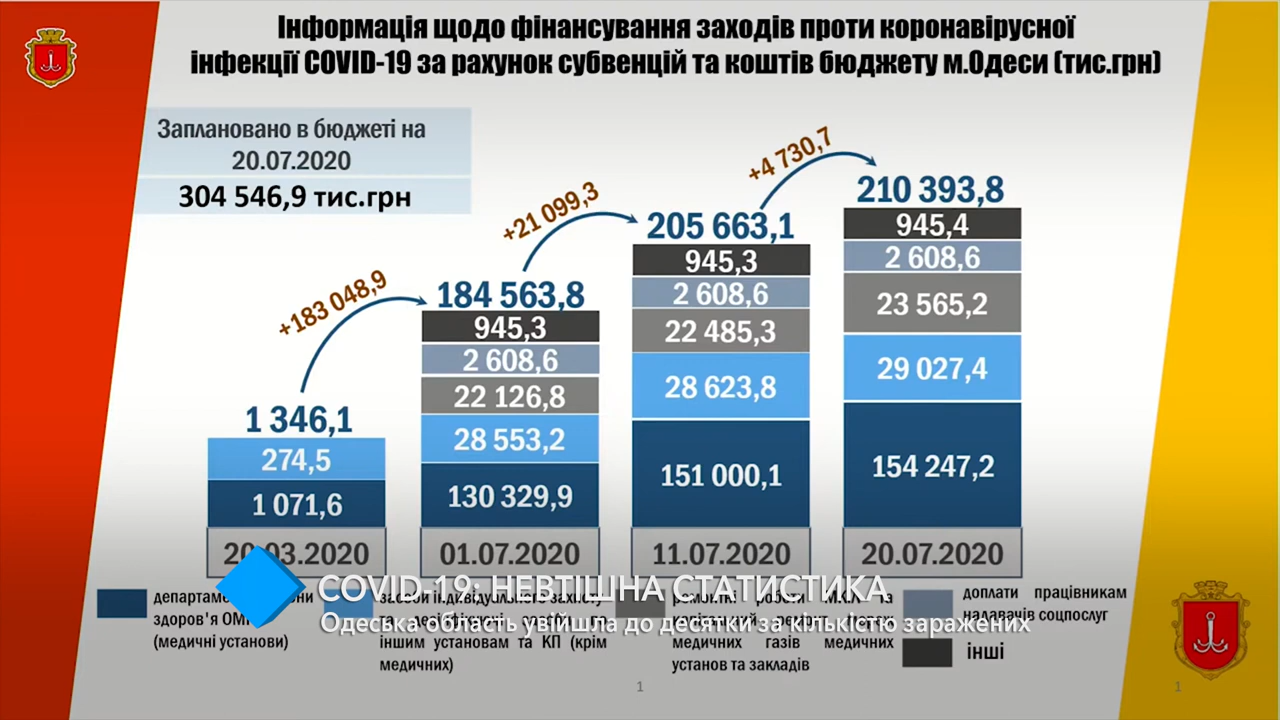 Інформація щодо фінансування заходів проти коронавірусної
інфекції COVID-19 за рахунок субвенцій та коштів бюджету м.Одеси (тис.грн)
Заплановано в бюджеті на
20.07.2020
304 546,9 тис.грн
+183 048,9
+21 099,3
+4 730,7
1 346,1
274,5
1 071,6
184 563,8
945,3
2 608,6
22 126,8
28 553,2
130 329,9
205 663,1
945,3
2 608,6
22 485,3
28 623,8
151 000,1
210 393,8
945,4
2 608,6
23 565,2
29 027,4
154 247,2
20.03.2020
01.07.2020
11.07.2020
20.07.2020
COVID-19: НЕВТІШНА СТАТИСТИКА
Одеська область увійшла до десятки за кількістю заражених
здоров'я
(медичні установи)
іншим установам та КП (крім
медичних)
медичних газів медичних
установ та закладів
доплати працівникам
надавачів соцпослуг
інші
1
1